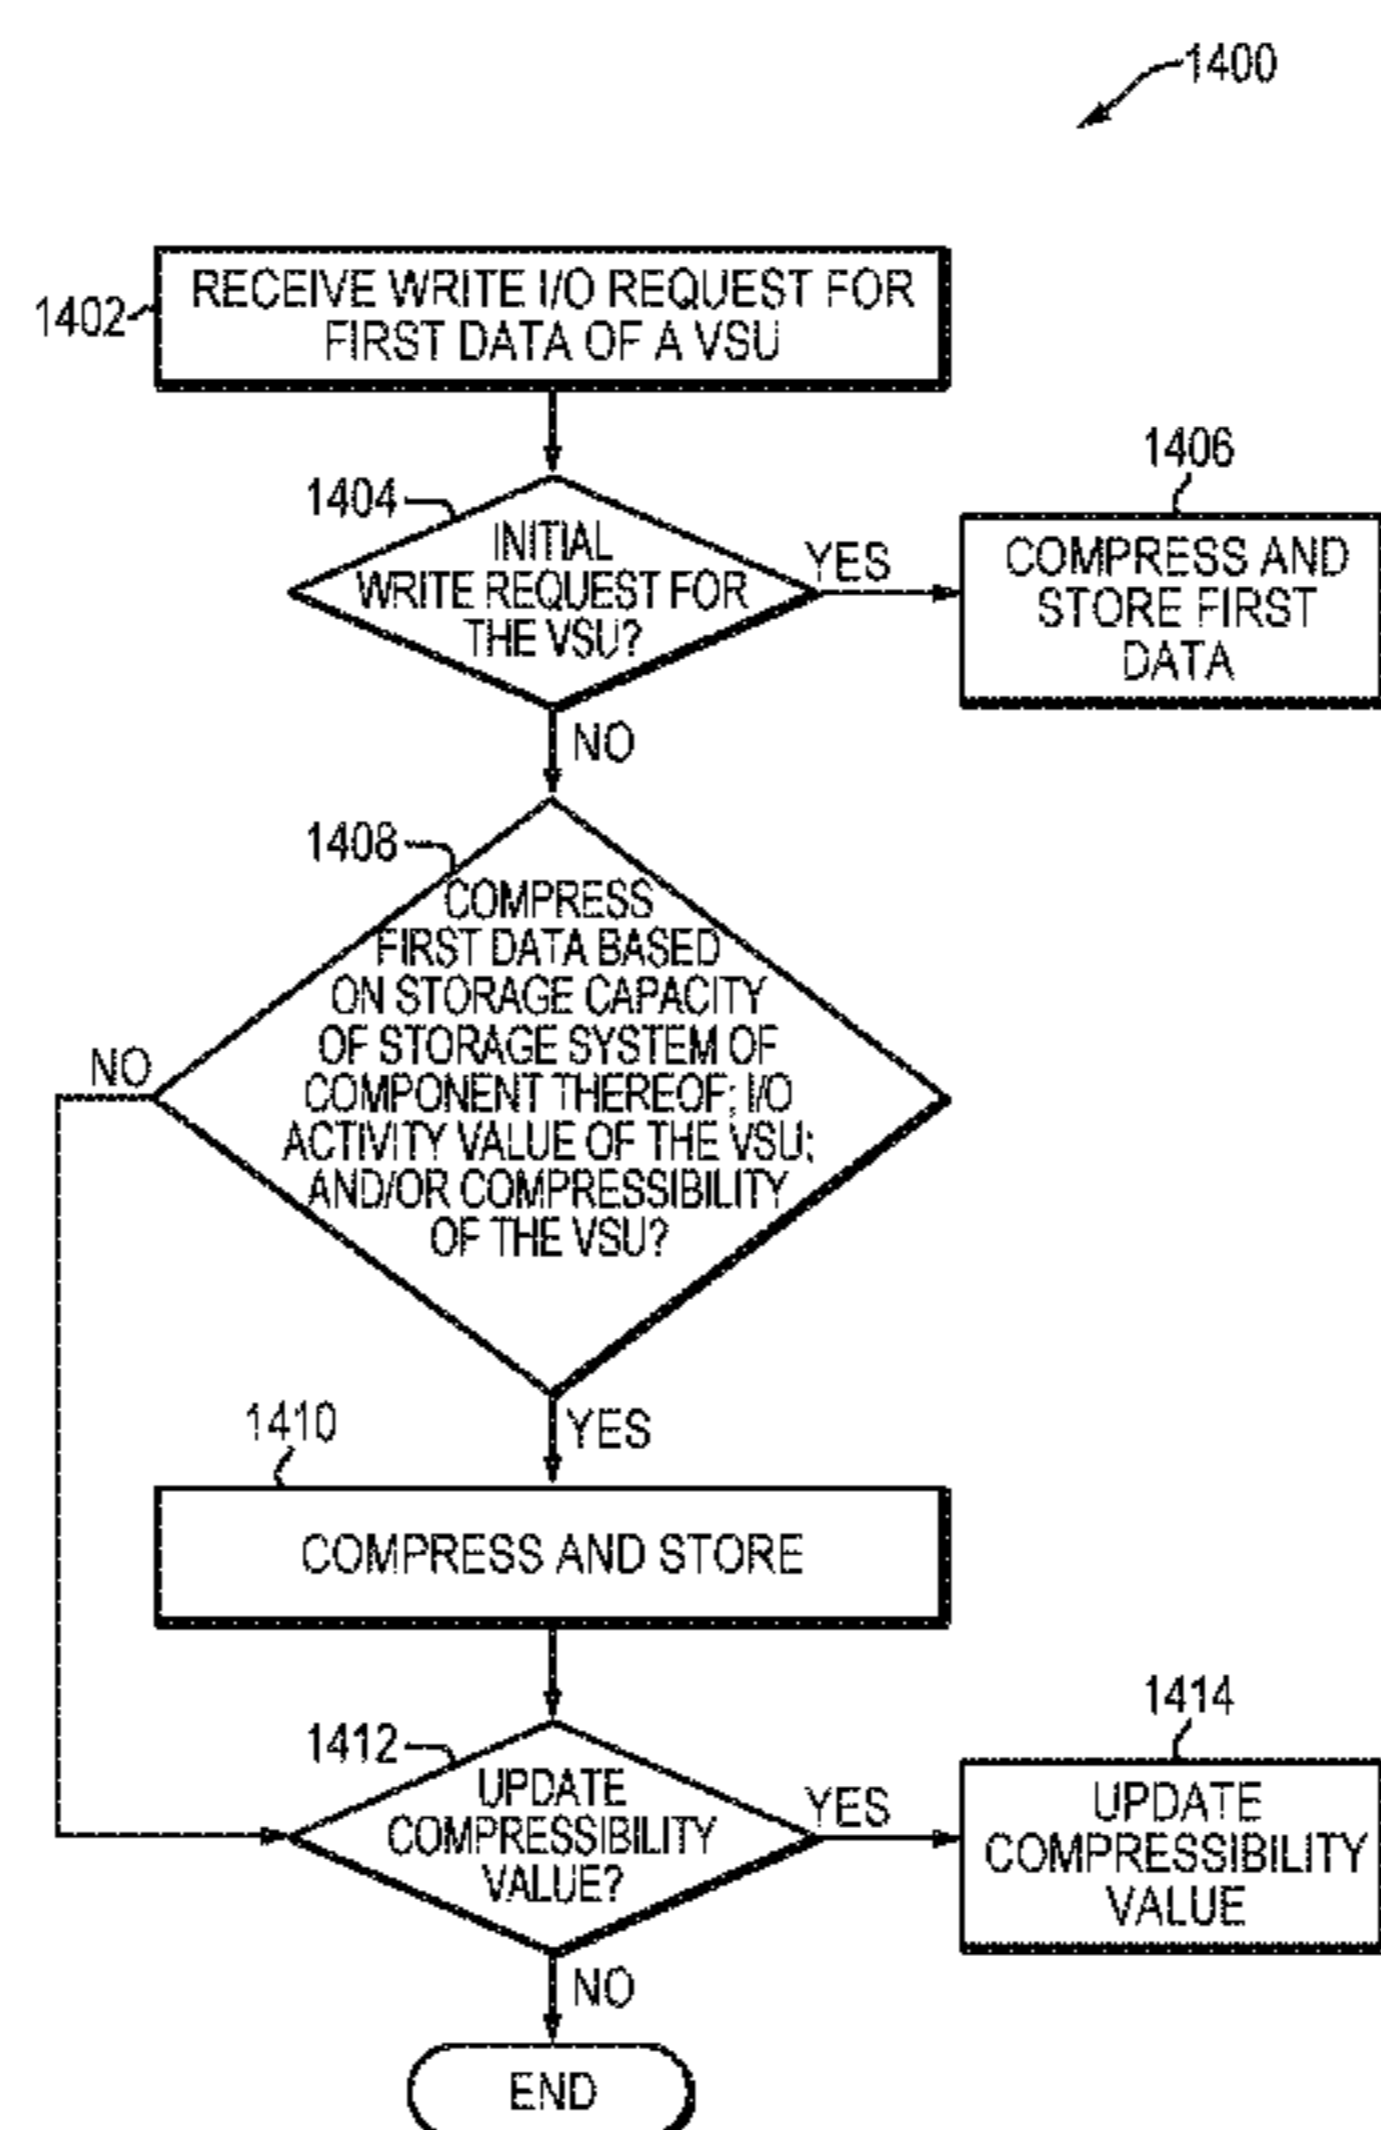 1400
1402
RECEIVE WRITE I/O REQUEST FOR
FIRST DATA OF A VSU
1404
INITIAL
WRITE REQUEST FOR
THE VSU?
YES
1406
COMPRESS AND
STORE FIRST
DATA
NO
1408
COMPRESS
FIRST DATA BASED
ON STORAGE CAPACITY
OF STORAGE SYSTEM OF
COMPONENT THEREOF; I/O
ACTIVITY VALUE OF THE VSU;
AND/OR COMPRESSIBILITY
OF THE VSU?
NO
YES
1410
COMPRESS AND STORE
1412
UPDATE
COMPRESSIBILITY
VALUE?
YES
1414
UPDATE
COMPRESSIBILITY
VALUE
NO
END